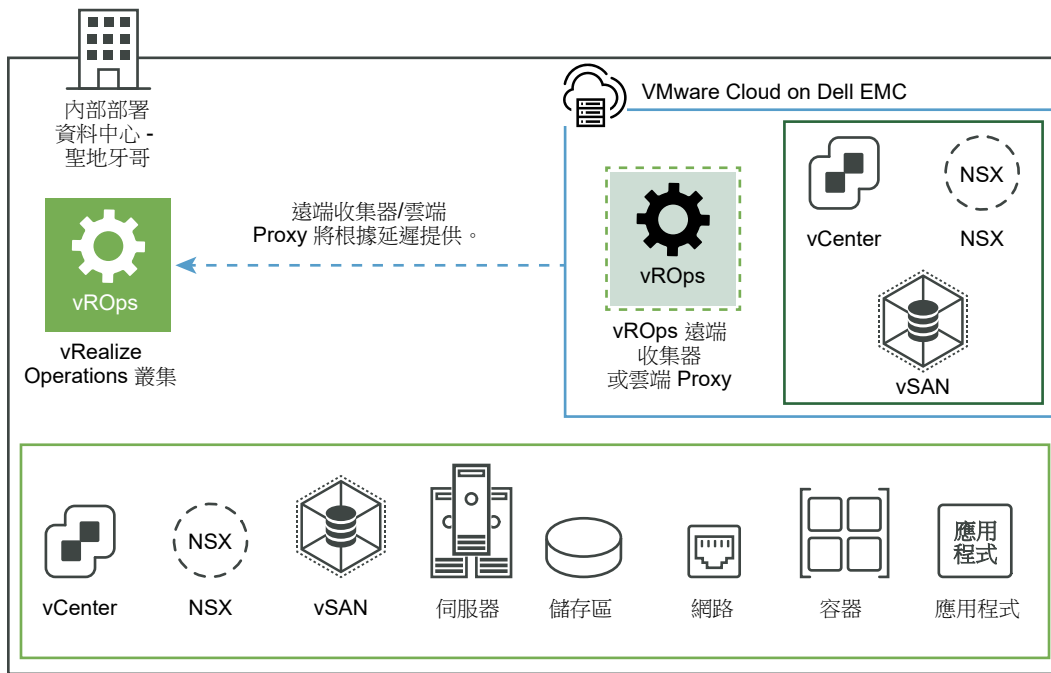 內部部署
資料中心 -
聖地牙哥
VMware Cloud on Dell EMC
vROps
vRealize
Operations 叢集
遠端收集器/雲端
Proxy 將根據延遲提供。
vROps
vROps 遠端
收集器
或雲端 Proxy
vCenter
NSX
NSX
vSAN
vCenter
NSX
NSX
vSAN
伺服器
儲存區
網路
容器
應用
程式
應用程式